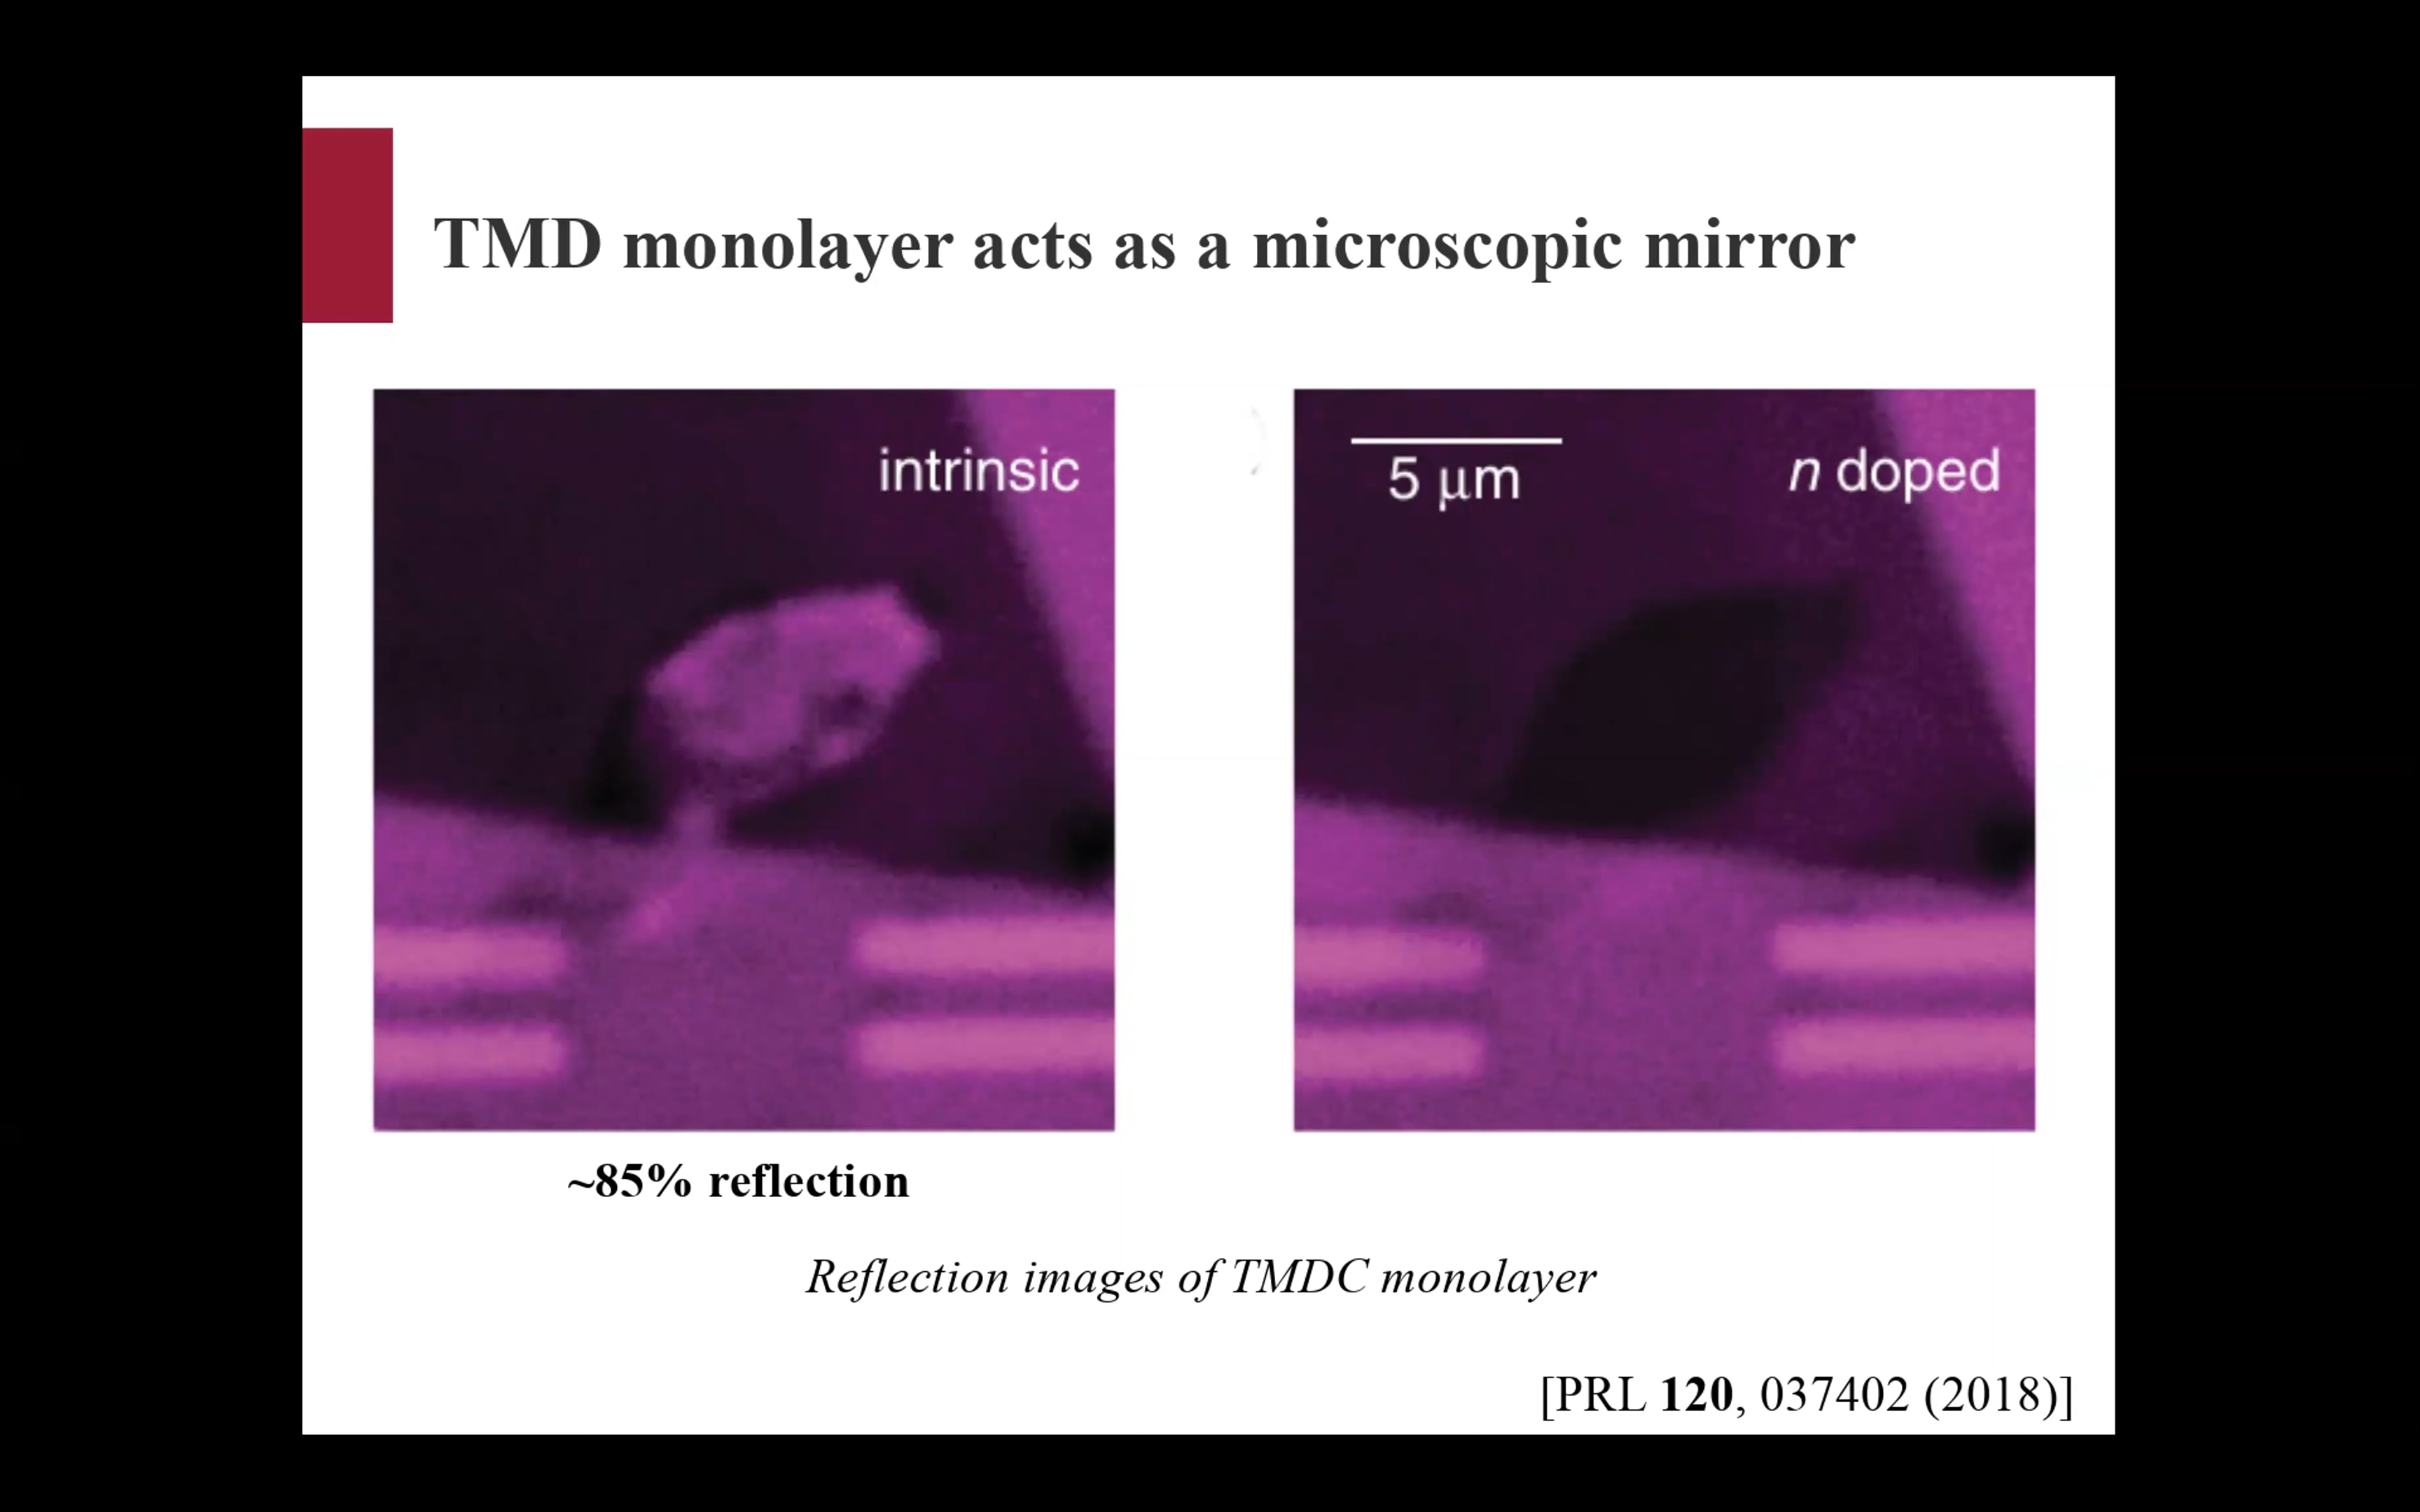 TMD monolayer acts as a microscopic mirror
intrinsic
5 μm
n doped
~85% reflection
Reflection images of TMDC monolayer
[PRL 120, 037402 (2018)]